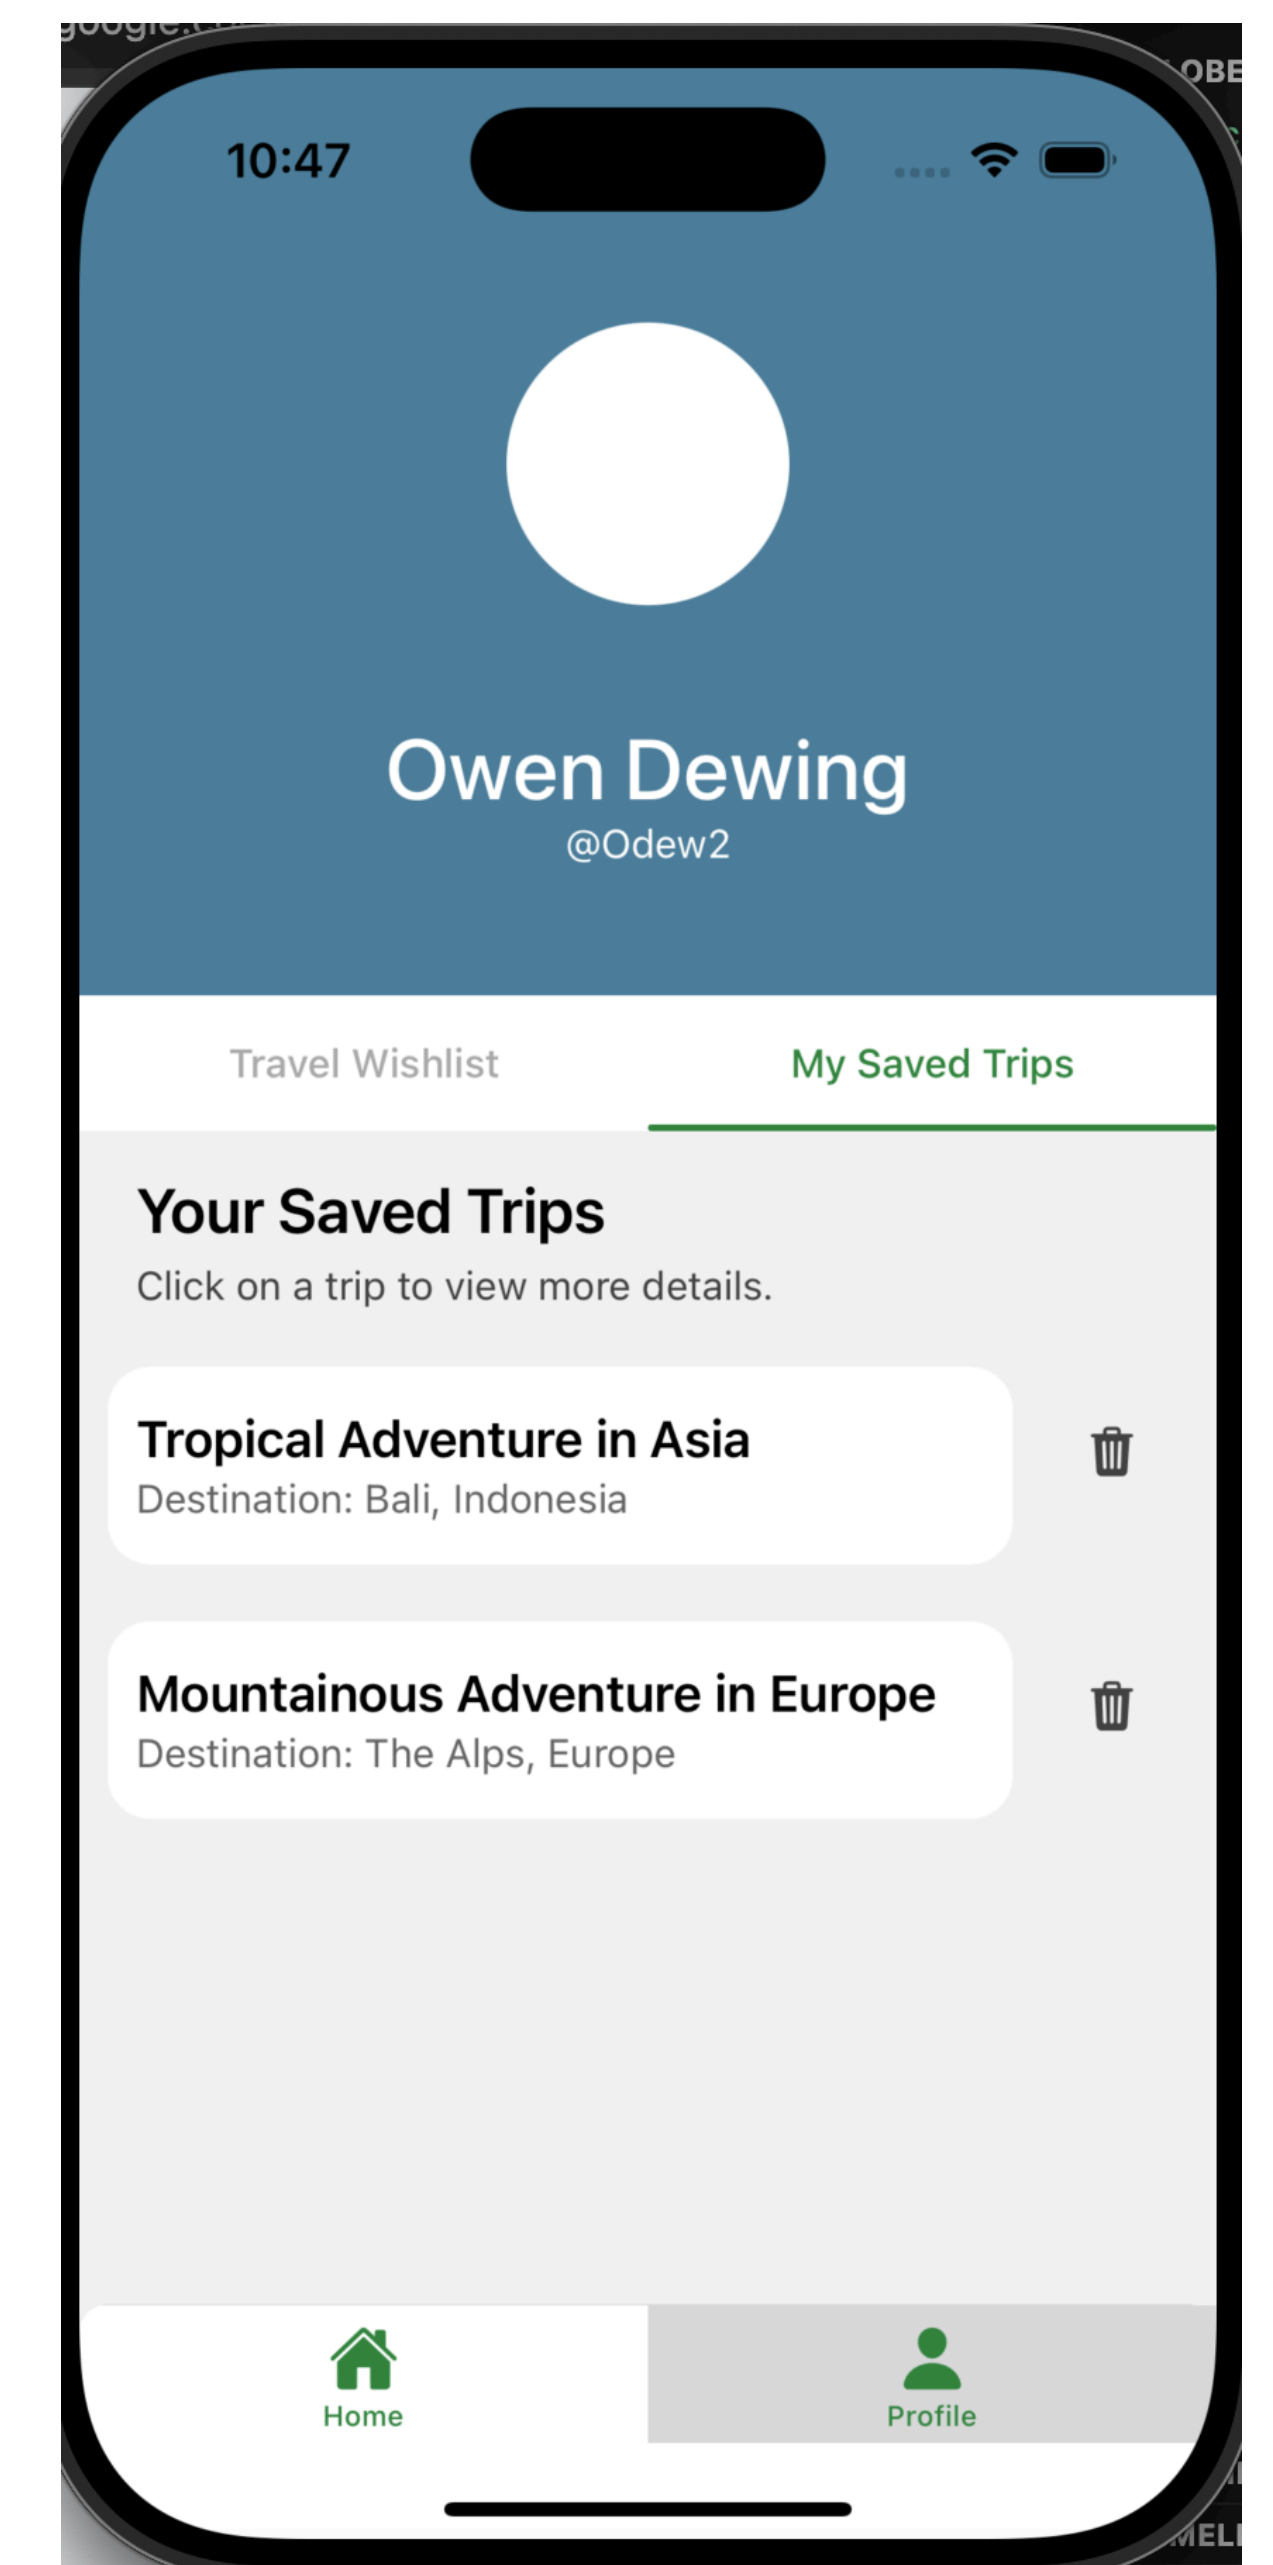 10:47
Owen Dewing
@Odew2
Travel Wishlist
My Saved Trips
Your Saved Trips
Click on a trip to view more details.
Tropical Adventure in Asia
Destination: Bali, Indonesia
Mountainous Adventure in Europe
Destination: The Alps, Europe
Home
Profile